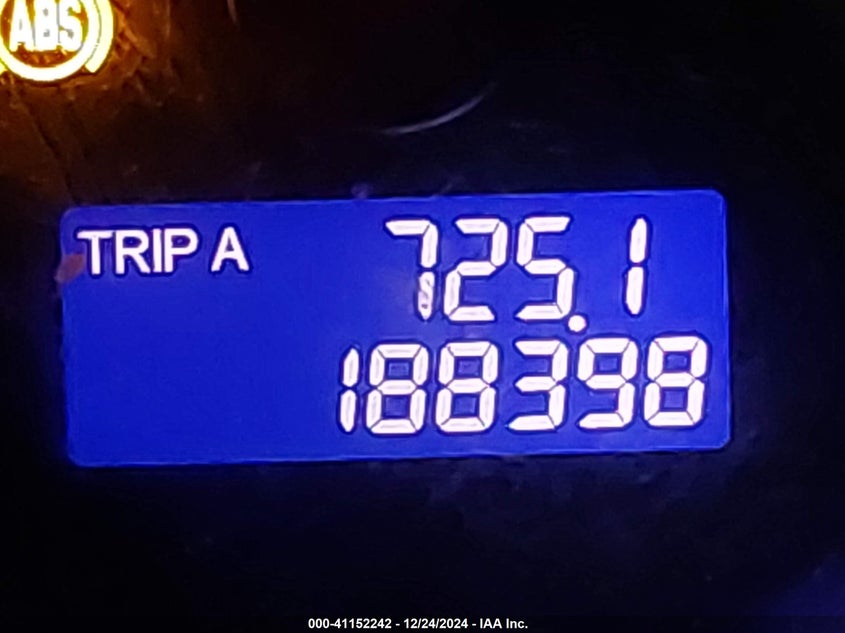 ABS
TRIP A 725.1
188398
000-41152242 - 12/24/2024 - IAA Inc.